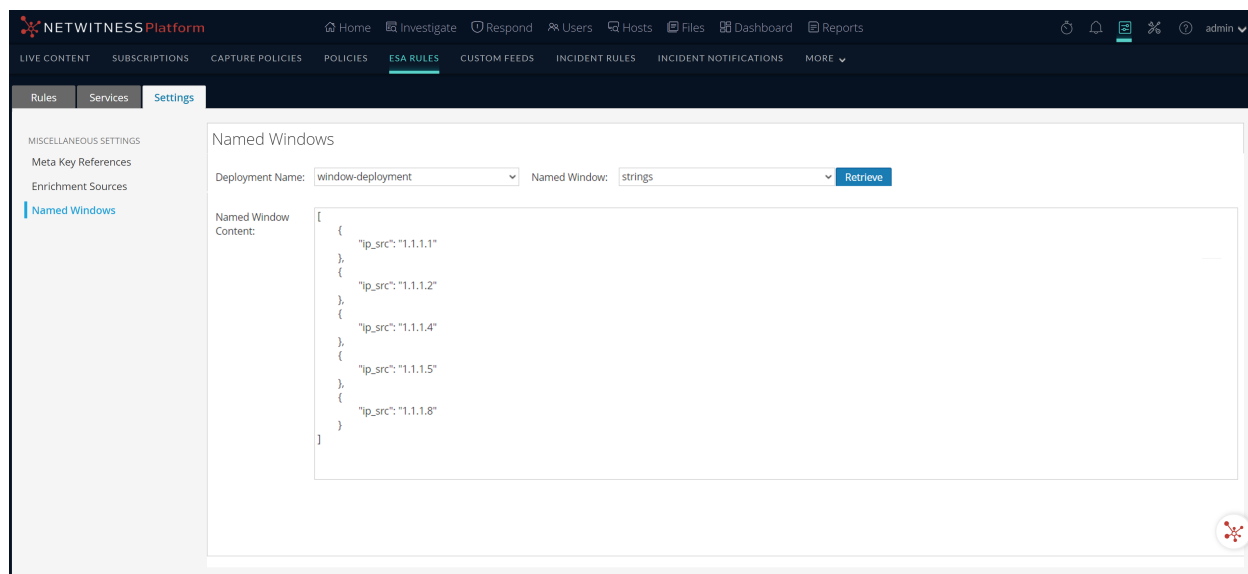 NETWITNESS Platform Home Investigate Respond Users Hosts Files Dashboard Reports admin
LIVE CONTENT SUBSCRIPTIONS CAPTURE POLICIES POLICIES ESA RULES CUSTOM FEEDS INCIDENT RULES INCIDENT NOTIFICATIONS MORE
Rules Services Settings
MISCELLANEOUS SETTINGS
Meta Key References
Enrichment Sources
Named Windows
Named Windows
Deployment Name: window-deployment Named Window: strings Retrieve
Named Window
Content:
[
{
"ip_src": "1.1.1.1"
},
{
"ip_src": "1.1.1.2"
},
{
"ip_src": "1.1.1.4"
},
{
"ip_src": "1.1.1.5"
},
{
"ip_src": "1.1.1.8"
}
]